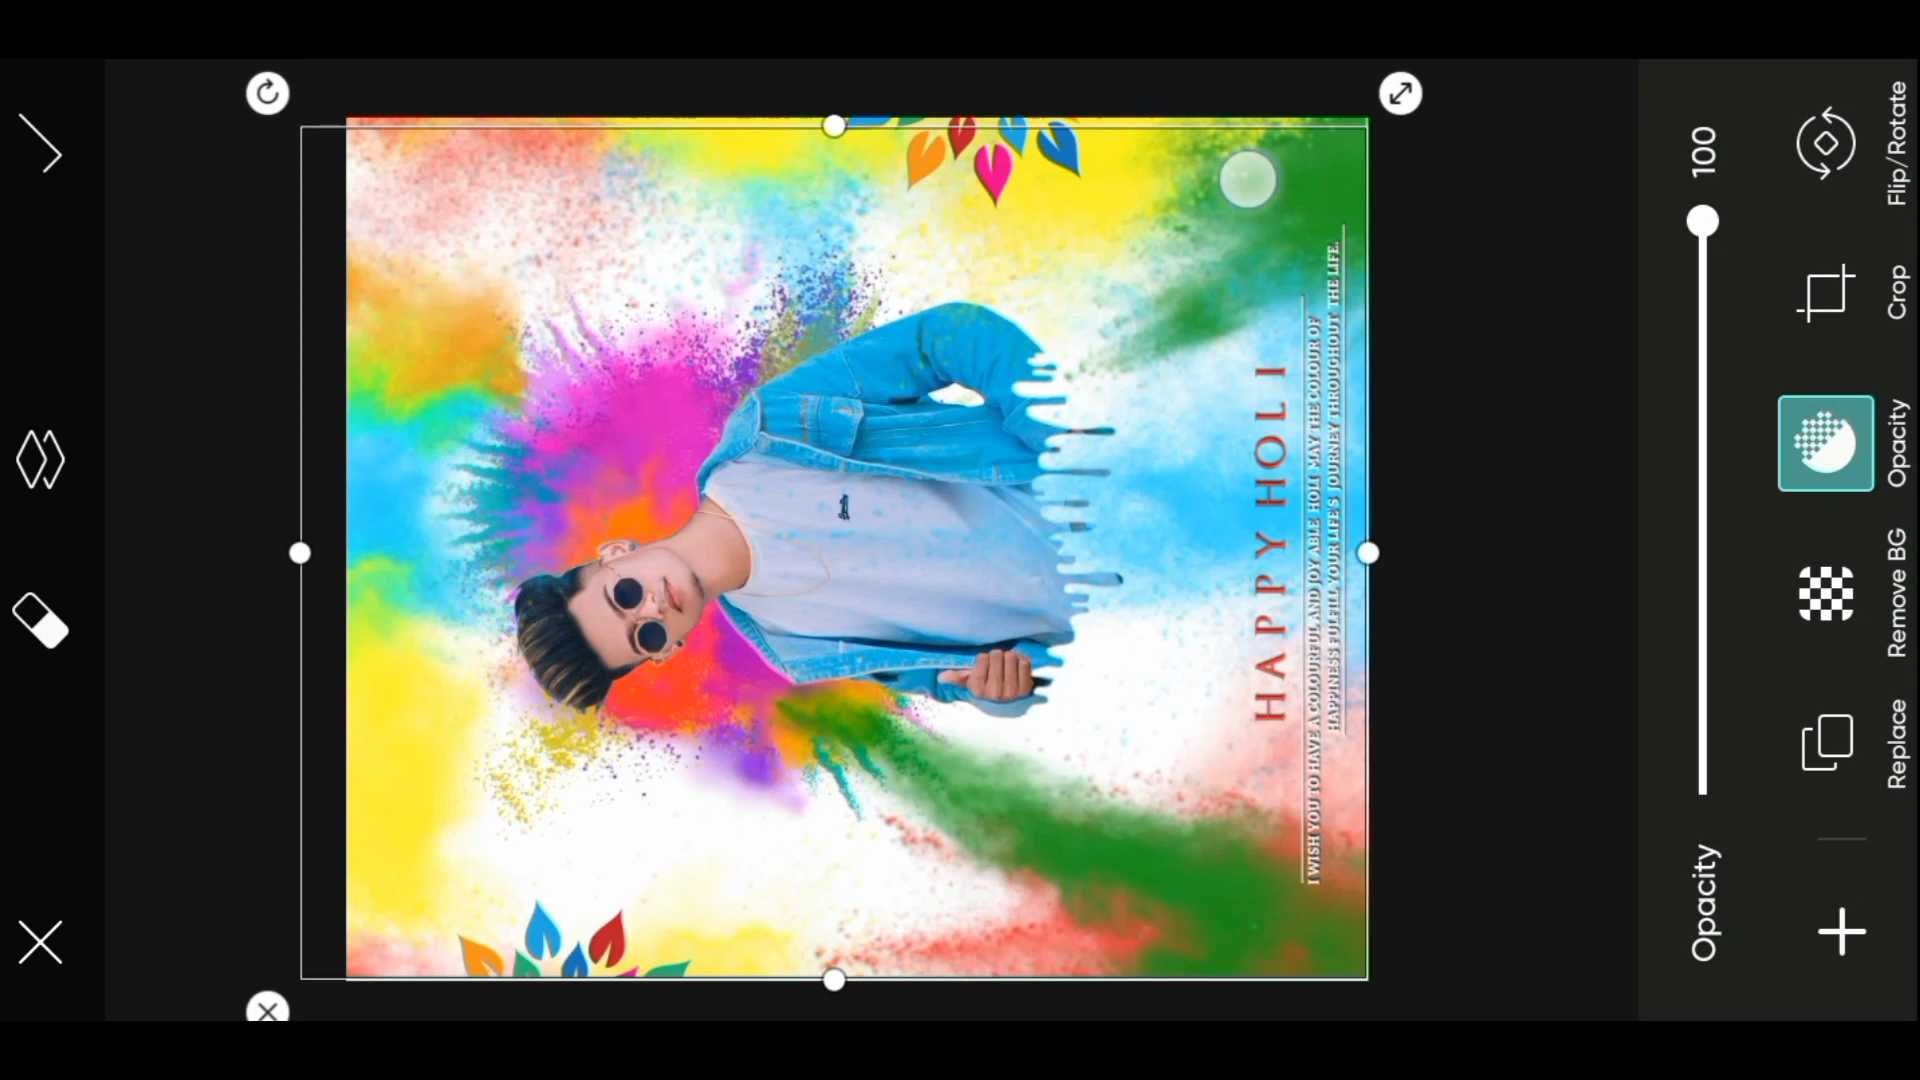 HAPPY HOLI
I WISH YOU TO HAVE A COLOURFUL AND JOY ABLE HOLI MAY THE COLOUR OF
HAPPINESS FULFILL YOUR LIFE'S JOURNEY THROUGHOUT THE LIFE.
Opacity 100
+ Replace Remove BG Opacity Crop Flip/Rotate